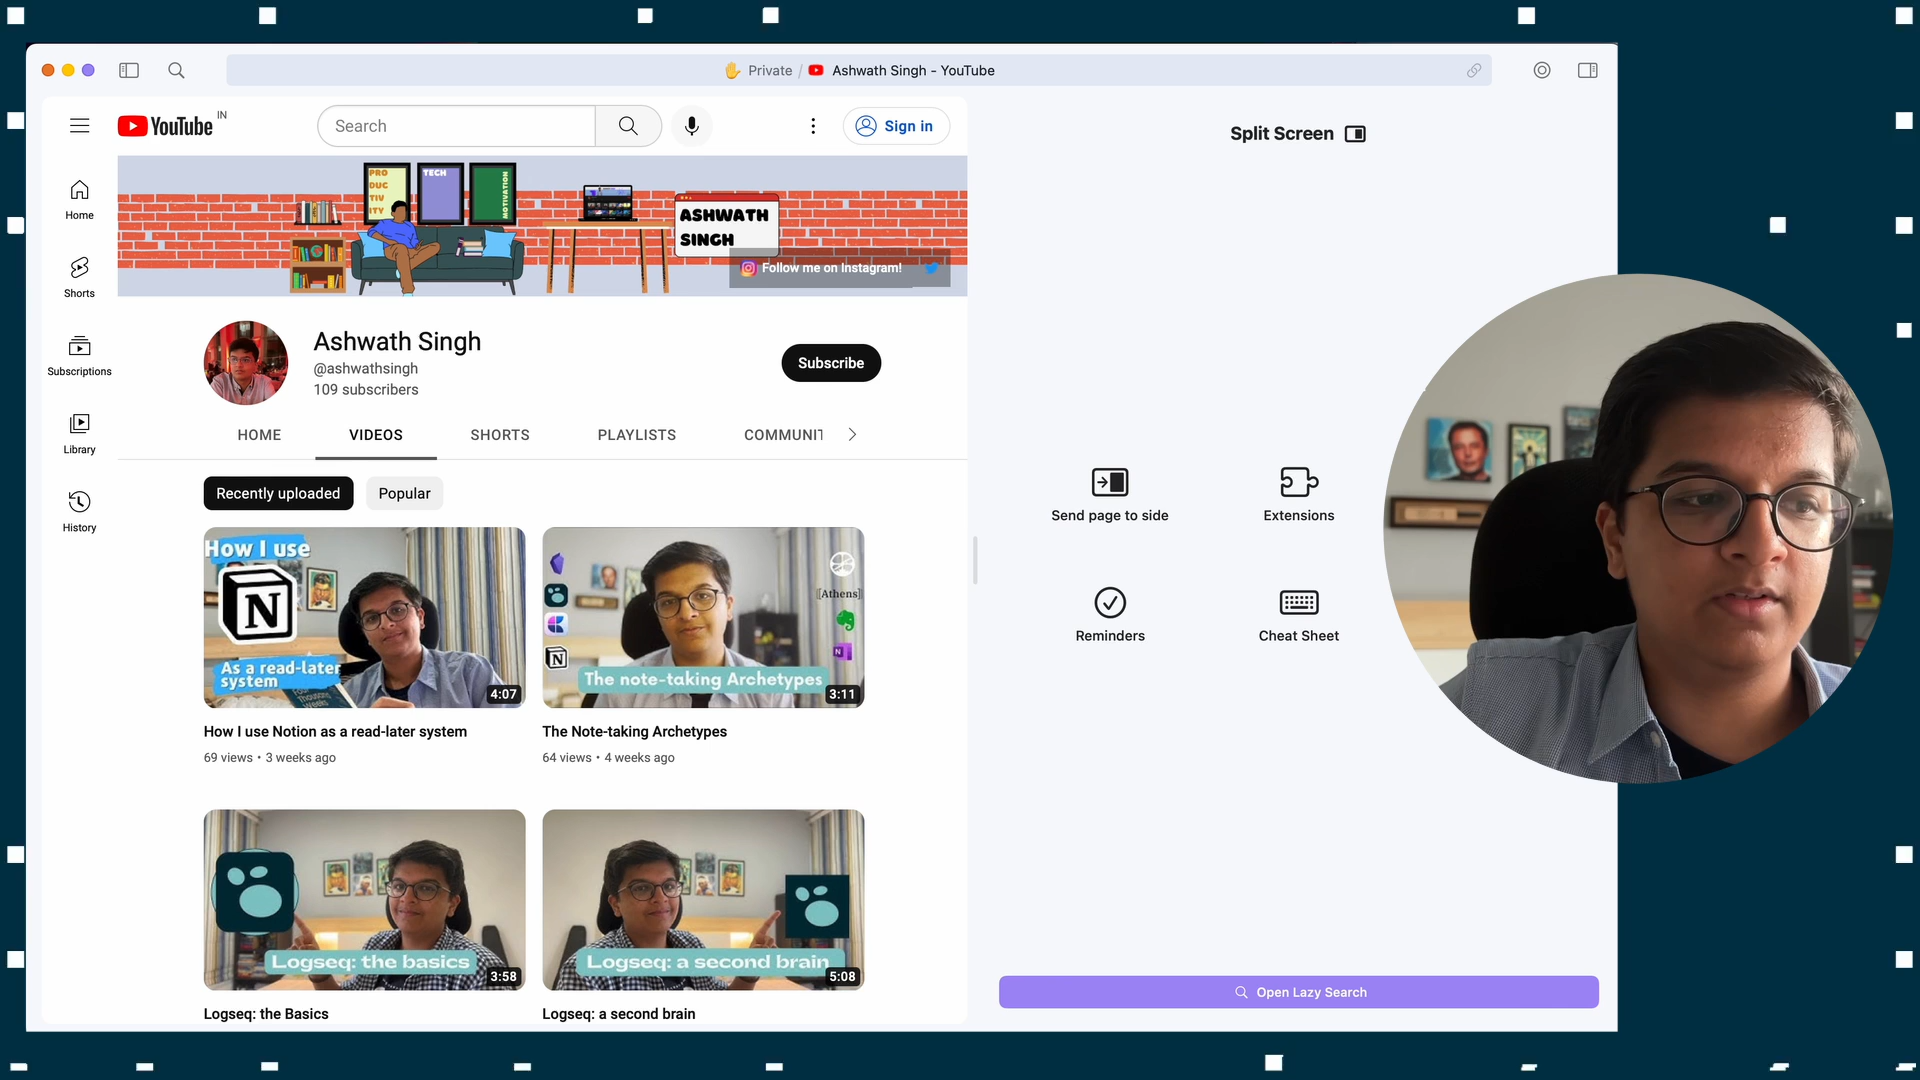 Private / Ashwath Singh - YouTube
YouTube IN
Search
Sign in
Split Screen
Home
Shorts
Subscriptions
Library
History
PRO
DUC
TIV
ITY
TECH
MOTIVATION
ASHWATH
SINGH
Follow me on Instagram!
Ashwath Singh
@ashwathsingh
109 subscribers
Subscribe
HOME
VIDEOS
SHORTS
PLAYLISTS
COMMUNIT
Recently uploaded
Popular
How I use
N
As a read-later
system
4:07
[[Athens]]
N
The note-taking Archetypes
3:11
How I use Notion as a read-later system
69 views • 3 weeks ago
The Note-taking Archetypes
64 views • 4 weeks ago
Logseq: the basics
3:58
Logseq: a second brain
5:08
Logseq: the Basics
Logseq: a second brain
Send page to side
Extensions
Reminders
Cheat Sheet
Open Lazy Search